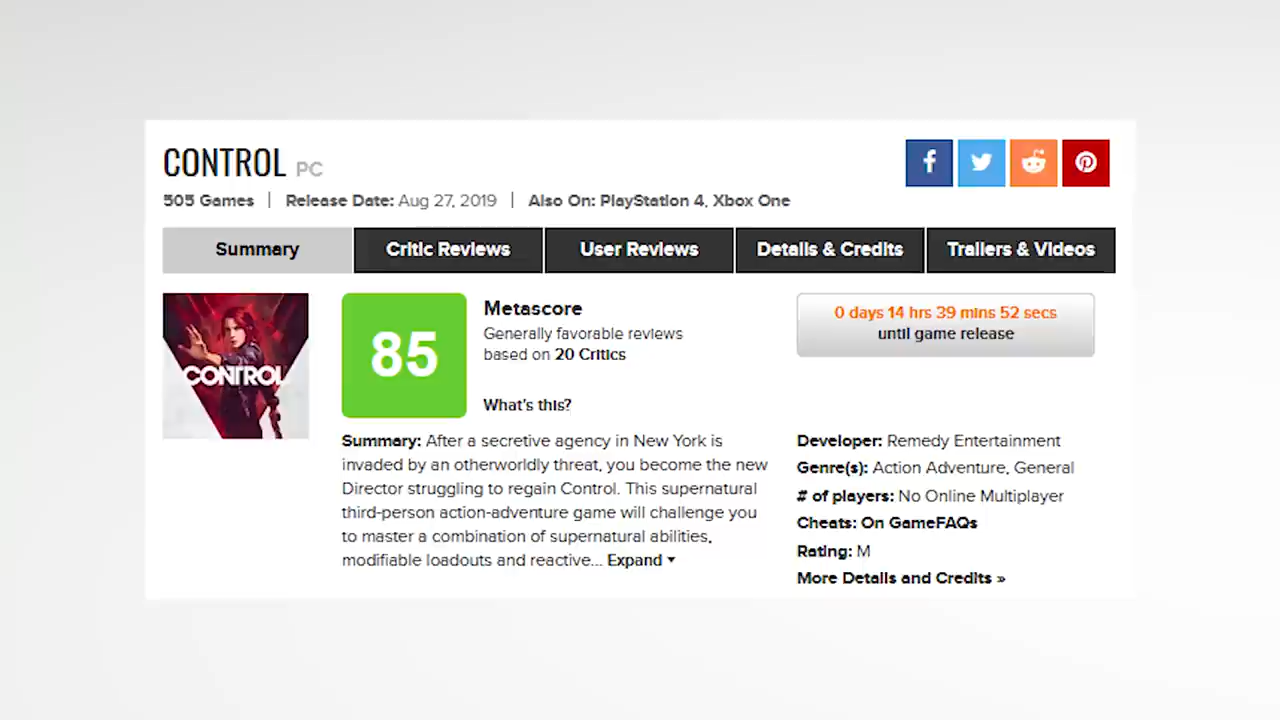 CONTROL PC
505 Games | Release Date: Aug 27, 2019 | Also On: PlayStation 4, Xbox One
Summary
Critic Reviews
User Reviews
Details & Credits
Trailers & Videos
CONTROL
85
Metascore
Generally favorable reviews
based on 20 Critics
What's this?
0 days 14 hrs 39 mins 52 secs
until game release
Summary: After a secretive agency in New York is
invaded by an otherworldly threat, you become the new
Director struggling to regain Control. This supernatural
third-person action-adventure game will challenge you
to master a combination of supernatural abilities,
modifiable loadouts and reactive... Expand
Developer: Remedy Entertainment
Genre(s): Action Adventure, General
# of players: No Online Multiplayer
Cheats: On GameFAQs
Rating: M
More Details and Credits »